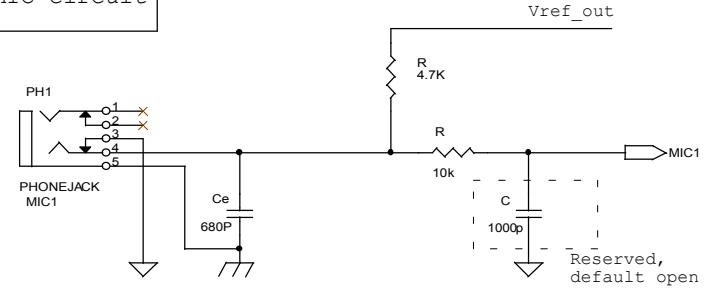 Vref_out
R
4.7K
PH1
1
2
3
4
5
R
10k
MIC1
PHONEJACK
MIC1
Ce
680P
C
1000p
Reserved,
default open